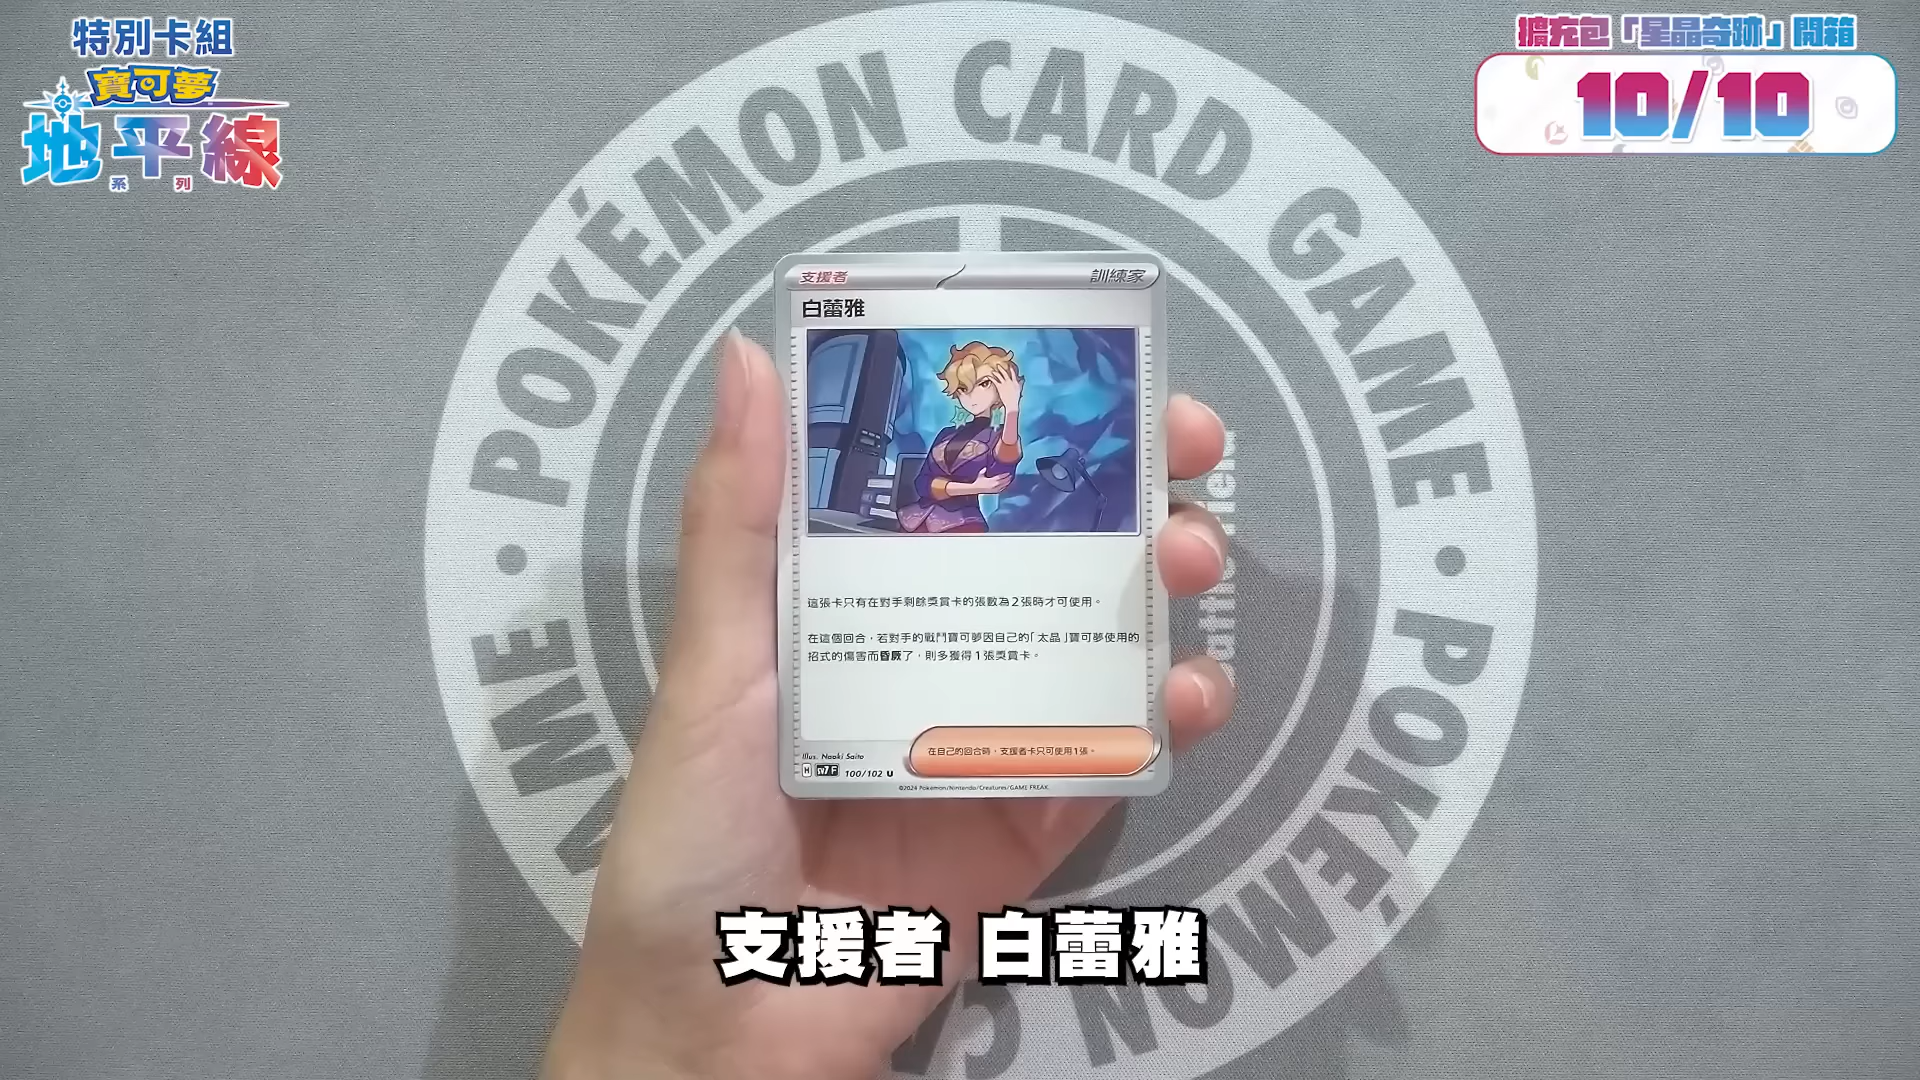 特別卡組
寶可夢
地平線
系列
擴充包「星晶奇跡」開箱
10/10
POKÉMON CARD GAME • POKÉMON CARD GAME •
支援者
訓練家
白蕾雅
這張卡只有在對手剩餘獎賞卡的張數為2張時才可使用。
在這個回合,若對手的戰鬥寶可夢因自己的「太晶」寶可夢使用的
招式的傷害而昏厥了,則多獲得1張獎賞卡。
在自己的回合時,支援者卡只可使用1張。
Illus. Naoki Saito
H sv7 F 100/102 U
©2024 Pokémon/Nintendo/Creatures/GAME FREAK.
支援者 白蕾雅